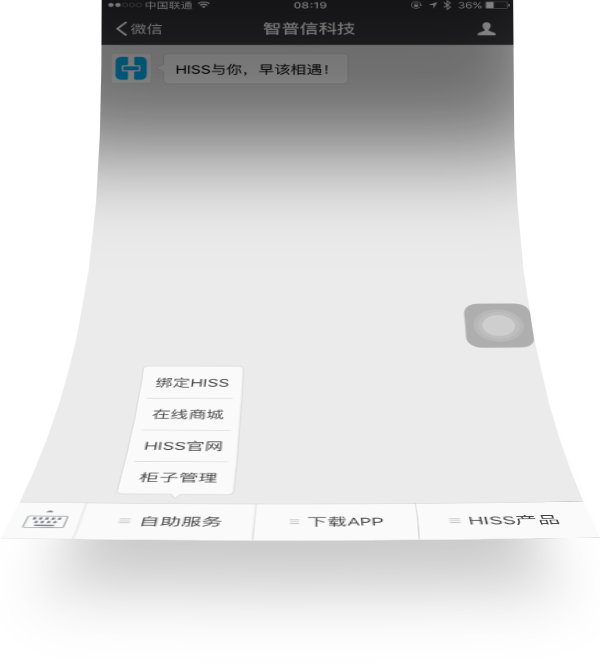 中国联通 08:19 36%
微信 智普信科技
HISS与你，早该相遇！
绑定HISS
在线商城
HISS官网
柜子管理
自助服务 下载APP HISS产品